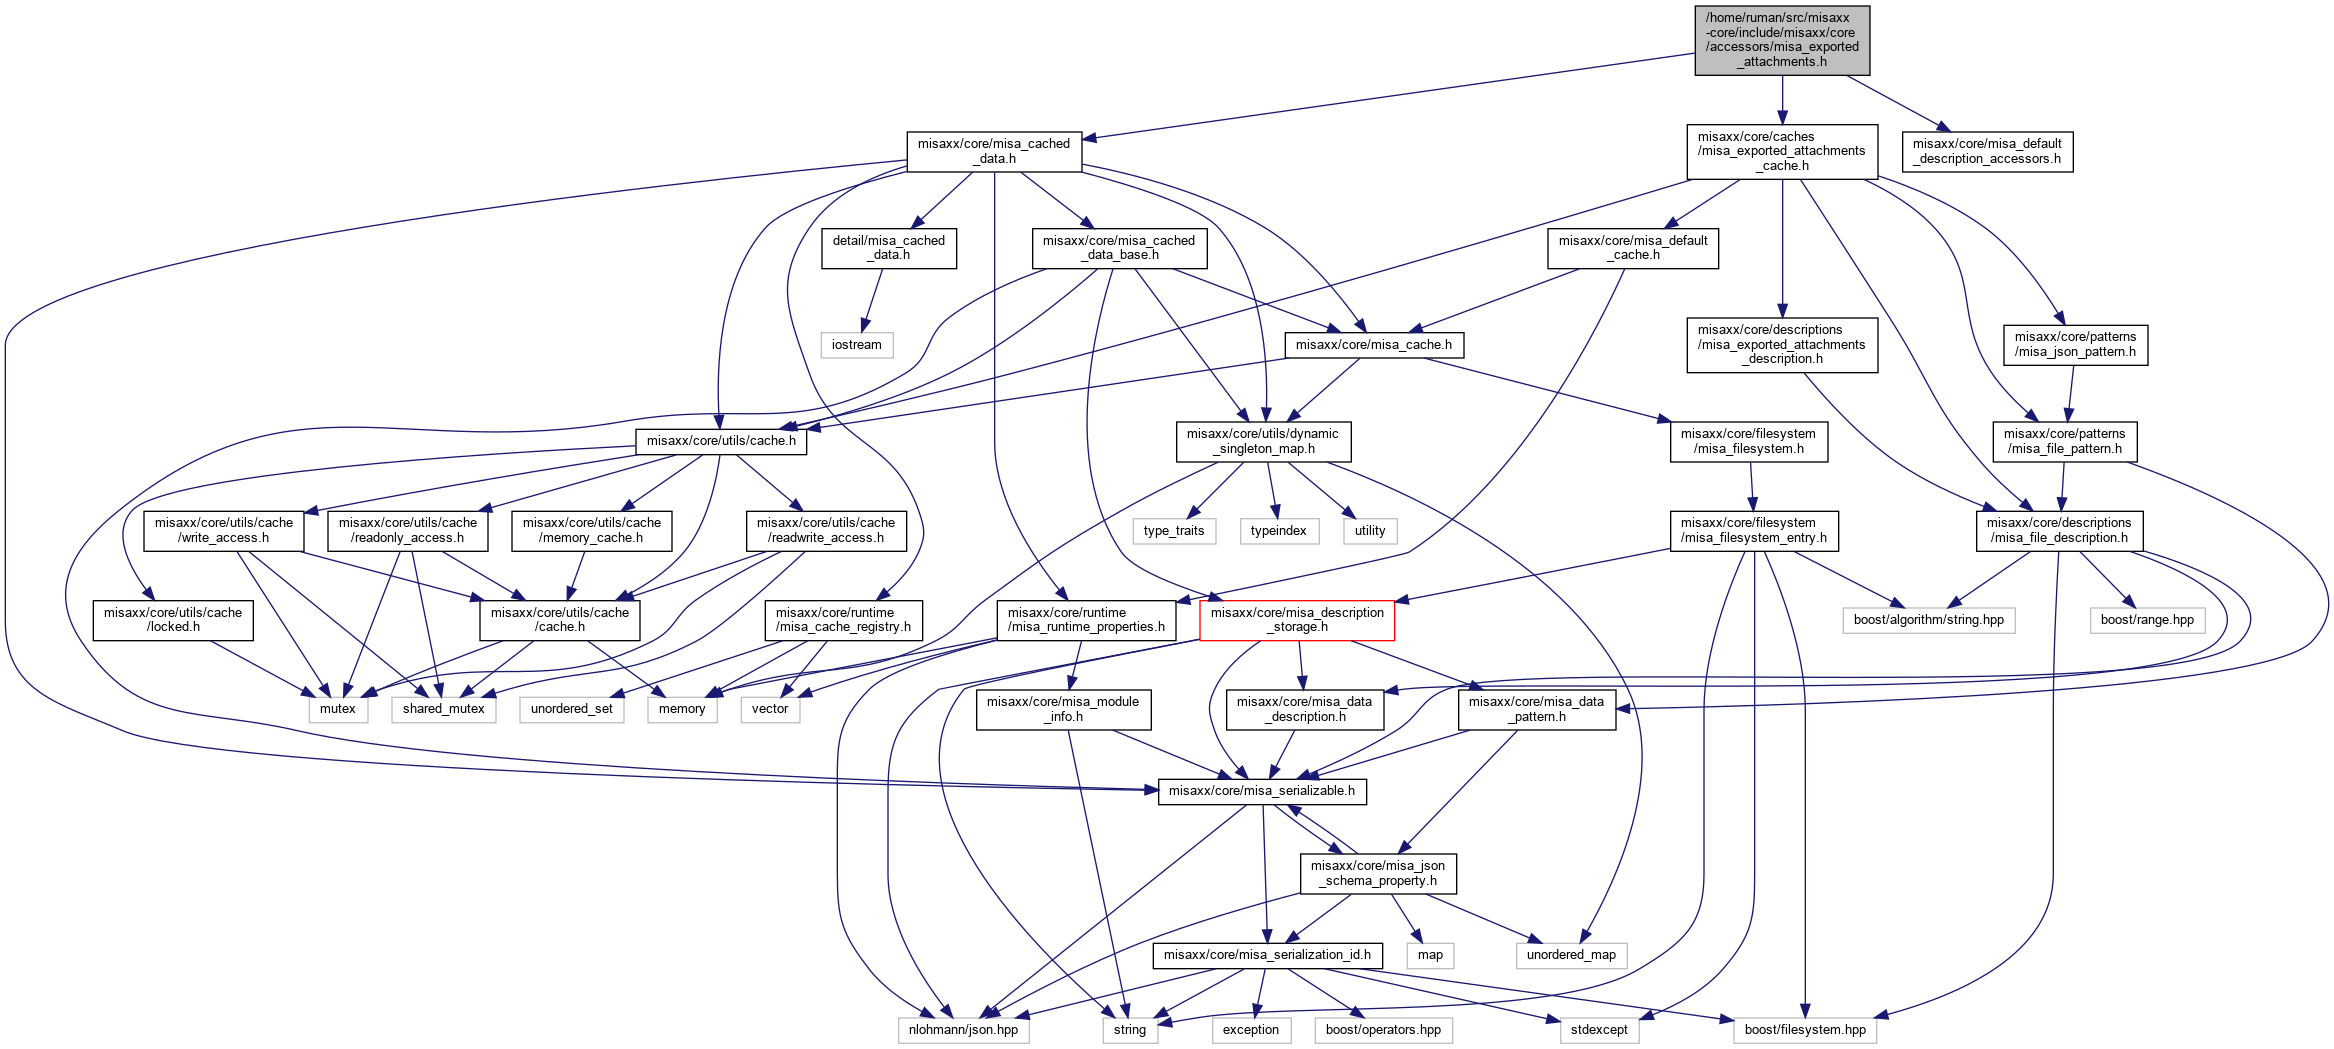 /home/ruman/src/misaxx
-core/include/misaxx/core
/accessors/misa_exported
_attachments.h
misaxx/core/misa_cached
_data.h
misaxx/core/caches
/misa_exported_attachments
_cache.h
misaxx/core/misa_default
_description_accessors.h
detail/misa_cached
_data.h
misaxx/core/misa_cached
_data_base.h
misaxx/core/misa_default
_cache.h
iostream
misaxx/core/misa_cache.h
misaxx/core/descriptions
/misa_exported_attachments
_description.h
misaxx/core/patterns
/misa_json_pattern.h
misaxx/core/utils/cache.h
misaxx/core/utils/dynamic
_singleton_map.h
misaxx/core/filesystem
/misa_filesystem.h
misaxx/core/patterns
/misa_file_pattern.h
misaxx/core/utils/cache
/write_access.h
misaxx/core/utils/cache
/readonly_access.h
misaxx/core/utils/cache
/memory_cache.h
misaxx/core/utils/cache
/readwrite_access.h
type_traits
typeindex
utility
misaxx/core/filesystem
/misa_filesystem_entry.h
misaxx/core/descriptions
/misa_file_description.h
misaxx/core/utils/cache
/locked.h
misaxx/core/utils/cache
/cache.h
misaxx/core/runtime
/misa_cache_registry.h
misaxx/core/runtime
/misa_runtime_properties.h
misaxx/core/misa_description
_storage.h
boost/algorithm/string.hpp
boost/range.hpp
mutex
shared_mutex
unordered_set
memory
vector
misaxx/core/misa_module
_info.h
misaxx/core/misa_data
_description.h
misaxx/core/misa_data
_pattern.h
misaxx/core/misa_serializable.h
misaxx/core/misa_json
_schema_property.h
misaxx/core/misa_serialization_id.h
map
unordered_map
nlohmann/json.hpp
string
exception
boost/operators.hpp
stdexcept
boost/filesystem.hpp